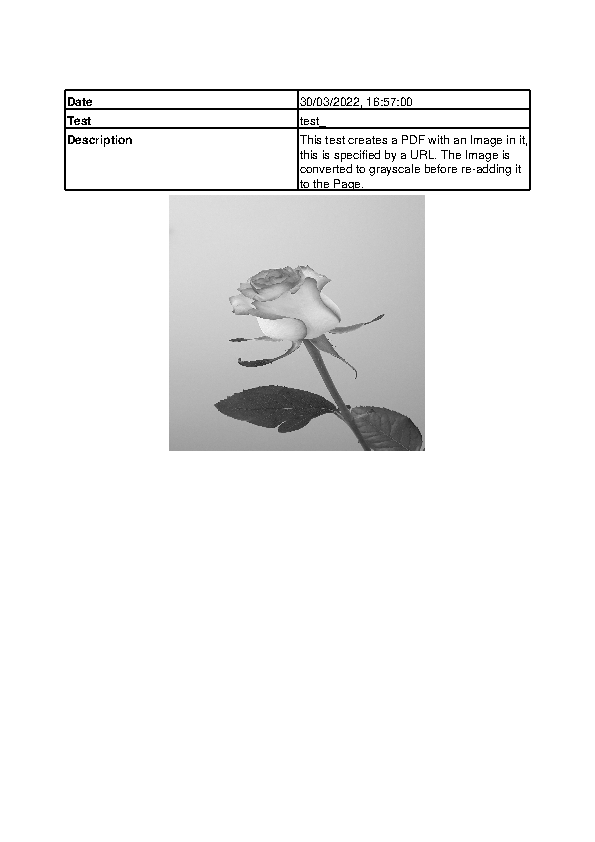 Date 30/03/2022, 16:57:00
Test test_
Description This test creates a PDF with an Image in it,
this is specified by a URL. The Image is
converted to grayscale before re-adding it
to the Page.